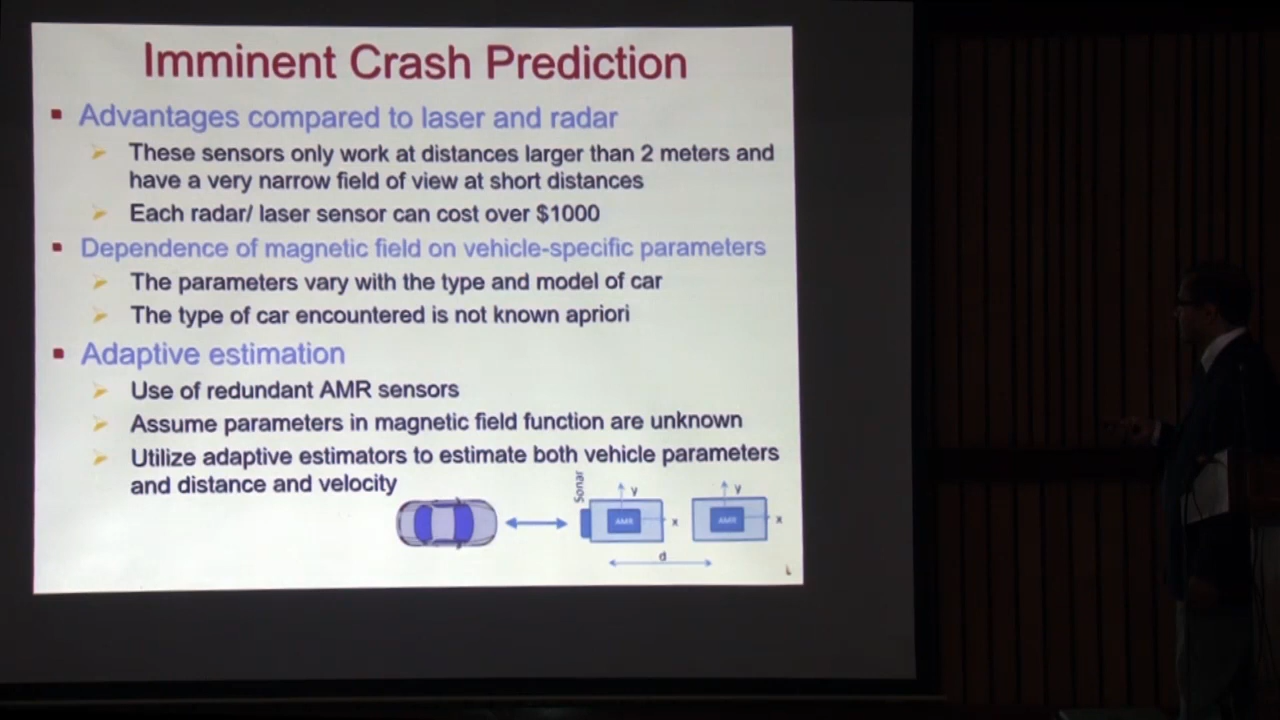 Imminent Crash Prediction
Advantages compared to laser and radar
These sensors only work at distances larger than 2 meters and
have a very narrow field of view at short distances
Each radar/ laser sensor can cost over $1000
Dependence of magnetic field on vehicle-specific parameters
The parameters vary with the type and model of car
The type of car encountered is not known apriori
Adaptive estimation
Use of redundant AMR sensors
Assume parameters in magnetic field function are unknown
Utilize adaptive estimators to estimate both vehicle parameters
and distance and velocity
Sonar
y
AMR
x
y
AMR
x
d